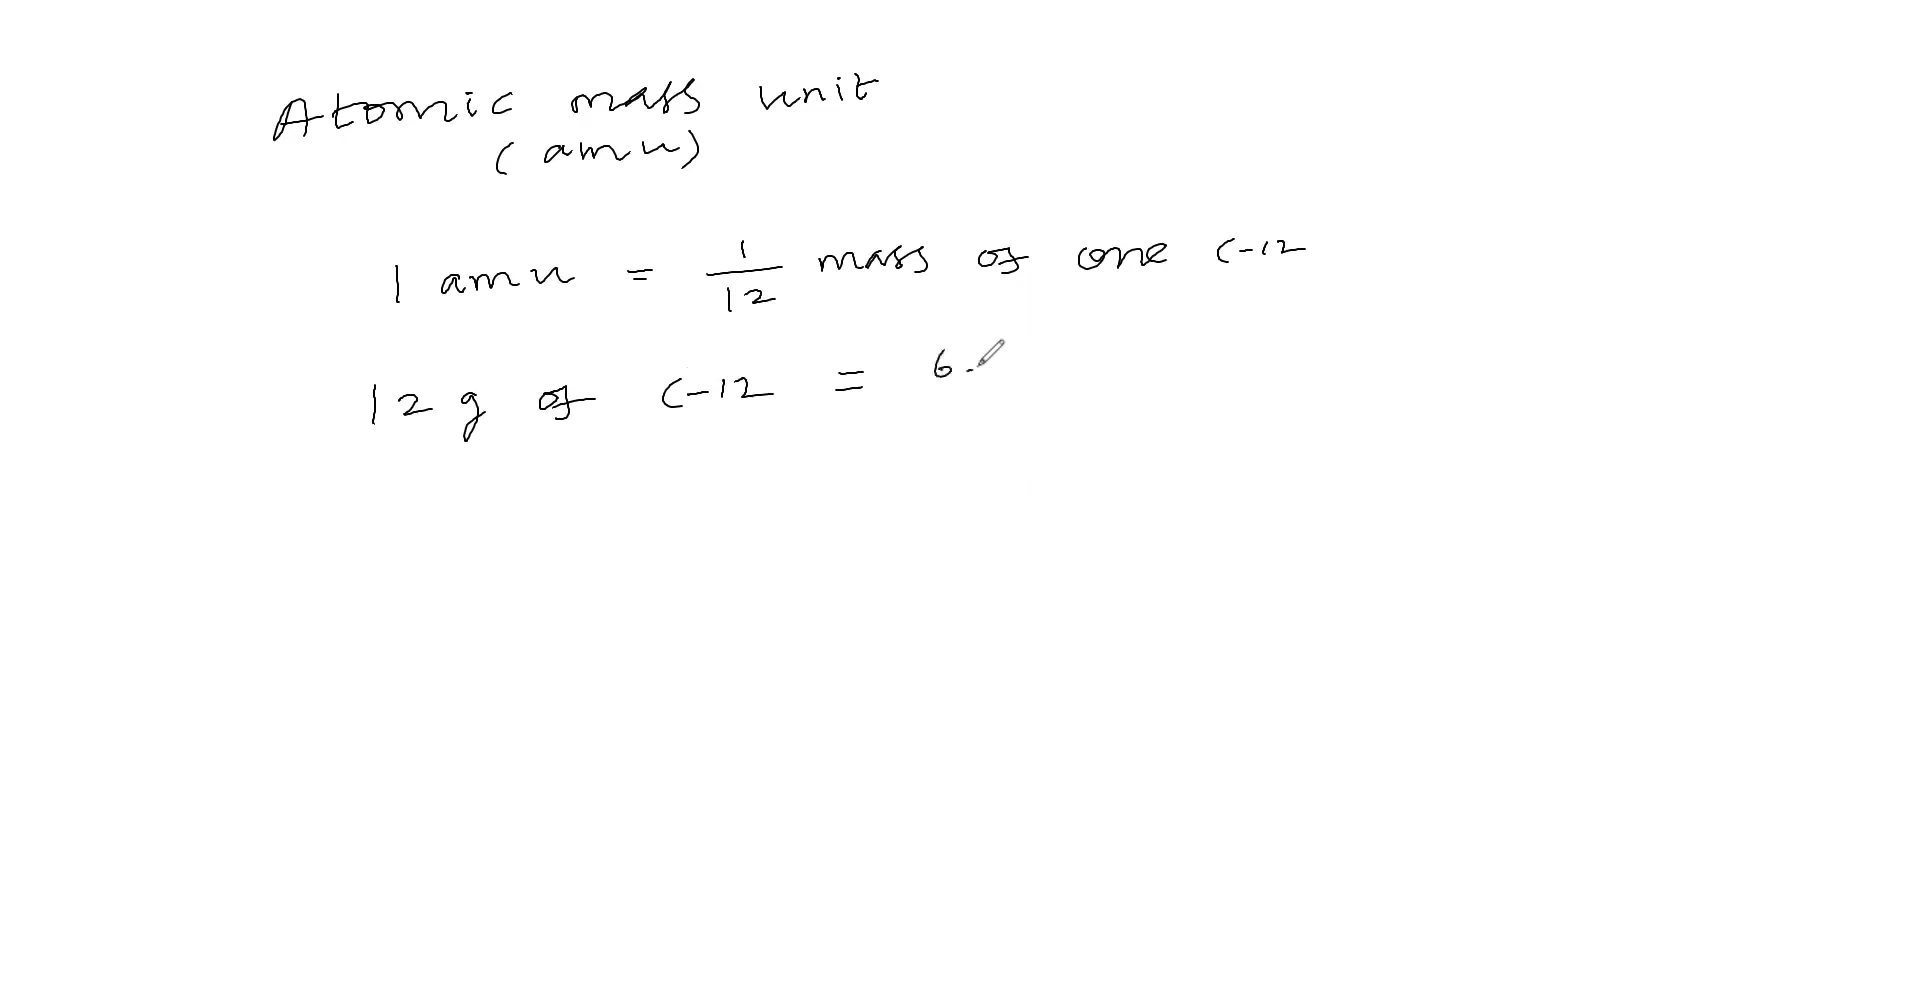 Atomic mass unit
(amu)
1 amu = 1/12 mass of one C-12
12 g of C-12 = 6.